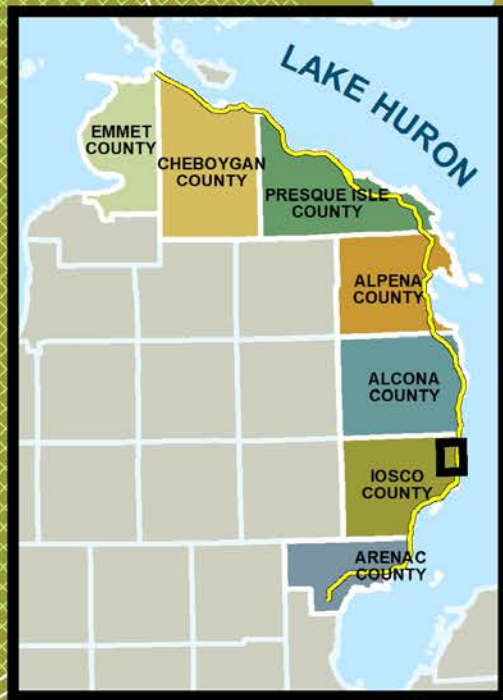 LAKE HURON
EMMET
COUNTY
CHEBOYGAN
COUNTY
PRESQUE ISLE
COUNTY
ALPENA
COUNTY
ALCONA
COUNTY
IOSCO
COUNTY
ARENAC
COUNTY